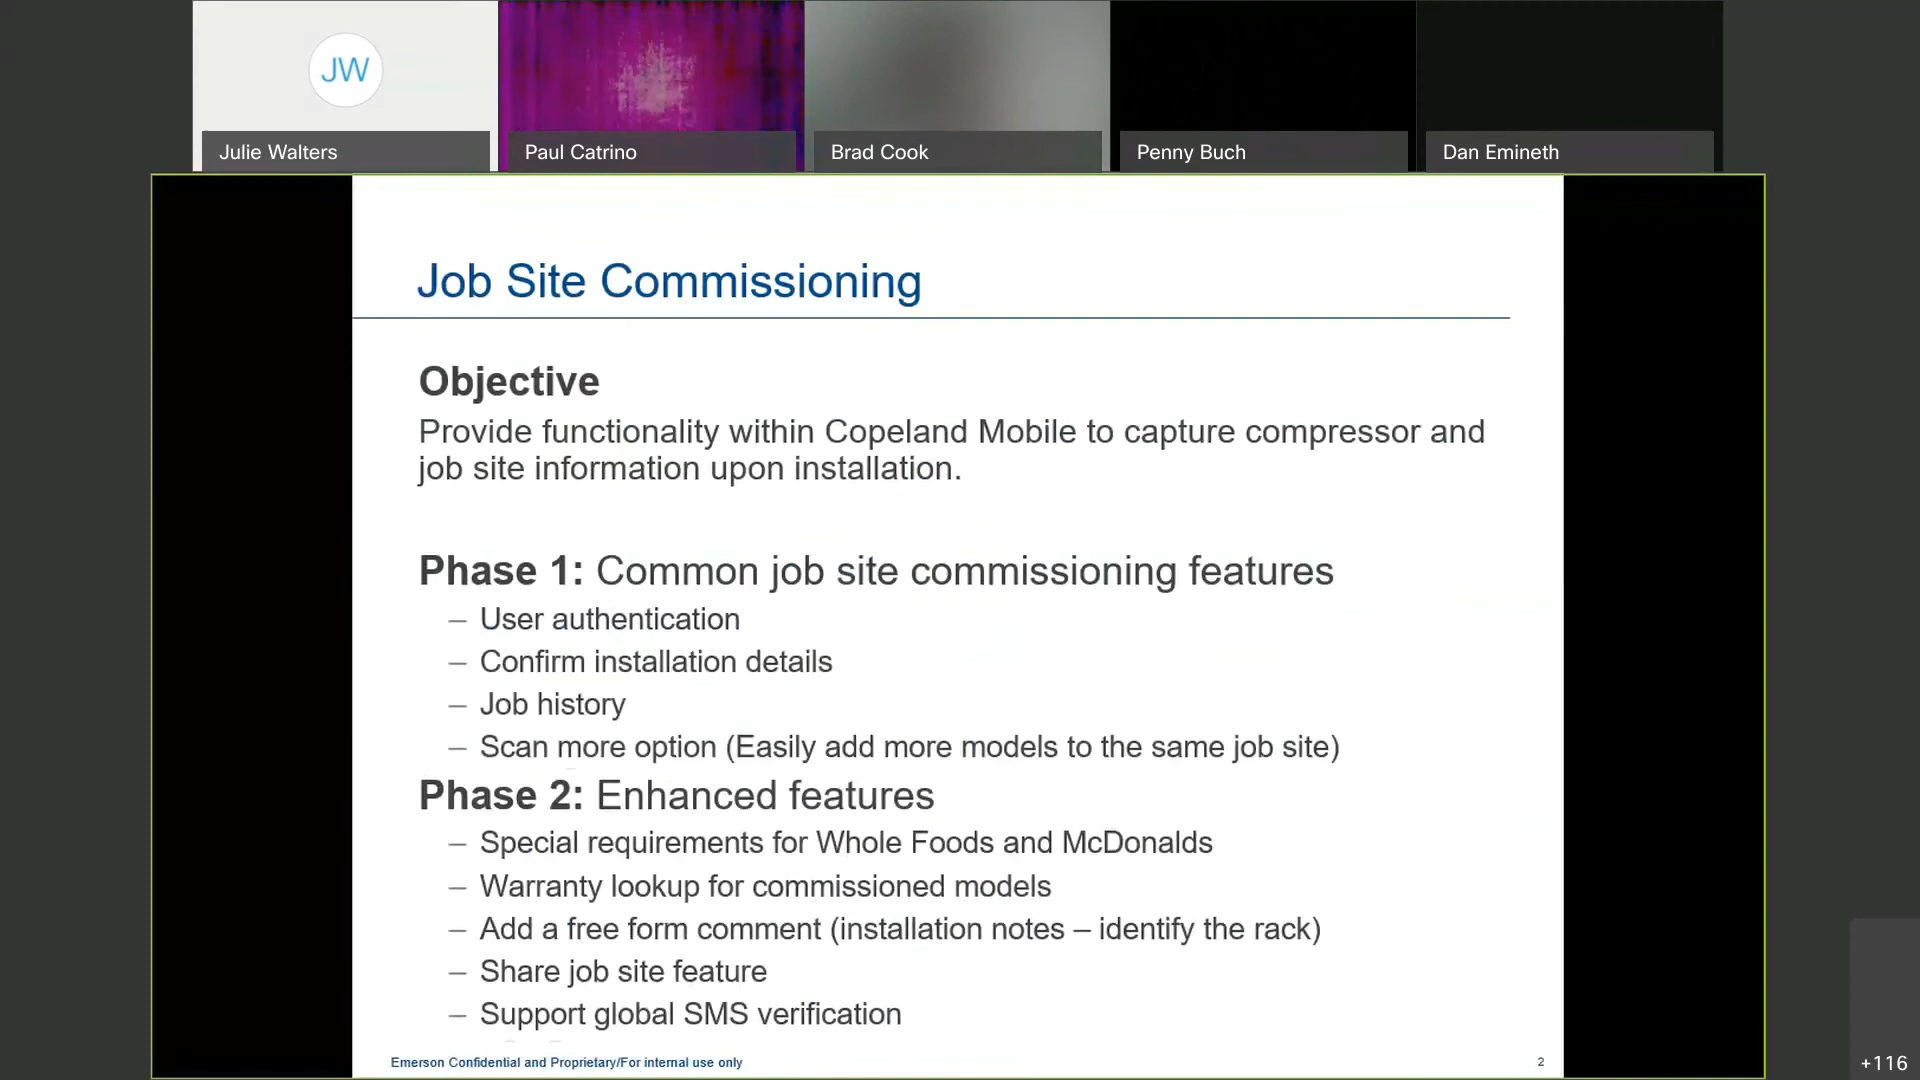 JW
Julie Walters
Paul Catrino
Brad Cook
Penny Buch
Dan Emineth
Job Site Commissioning
Objective
Provide functionality within Copeland Mobile to capture compressor and
job site information upon installation.
Phase 1: Common job site commissioning features
– User authentication
– Confirm installation details
– Job history
– Scan more option (Easily add more models to the same job site)
Phase 2: Enhanced features
– Special requirements for Whole Foods and McDonalds
– Warranty lookup for commissioned models
– Add a free form comment (installation notes – identify the rack)
– Share job site feature
– Support global SMS verification
Emerson Confidential and Proprietary/For internal use only
2
+116